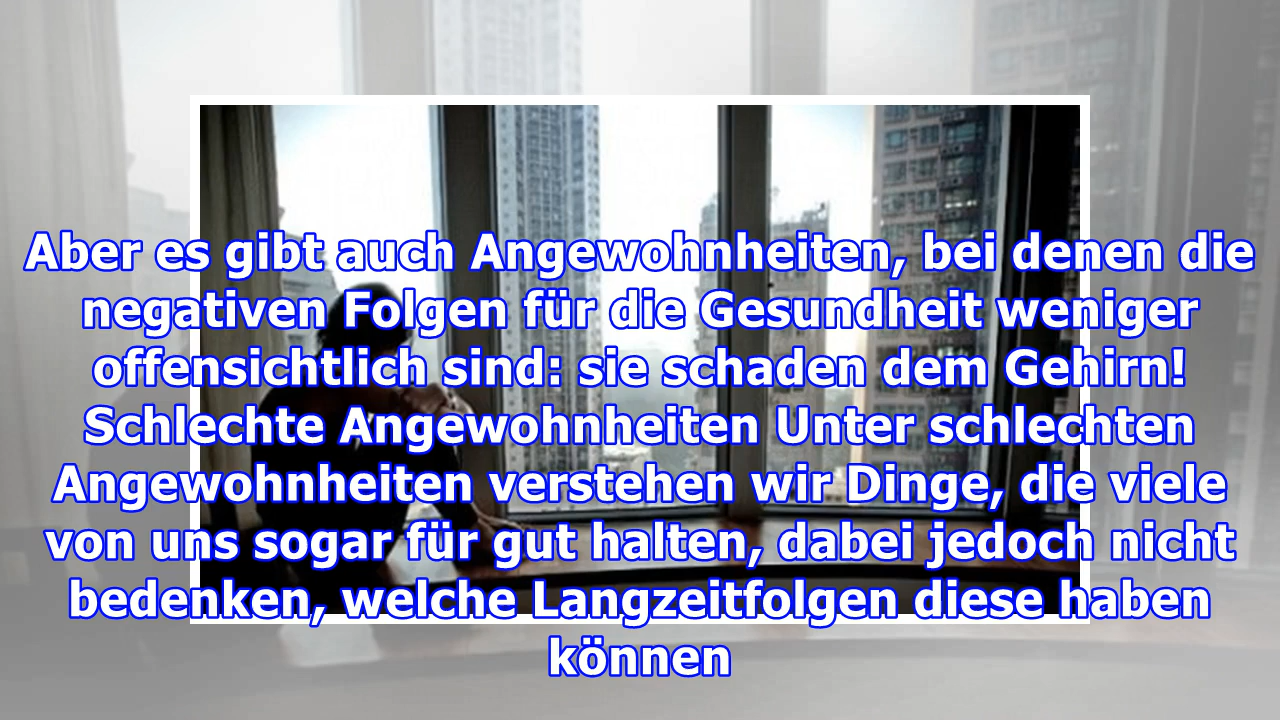 Aber es gibt auch Angewohnheiten, bei denen die
negativen Folgen für die Gesundheit weniger
offensichtlich sind: sie schaden dem Gehirn!
Schlechte Angewohnheiten Unter schlechten
Angewohnheiten verstehen wir Dinge, die viele
von uns sogar für gut halten, dabei jedoch nicht
bedenken, welche Langzeitfolgen diese haben
können